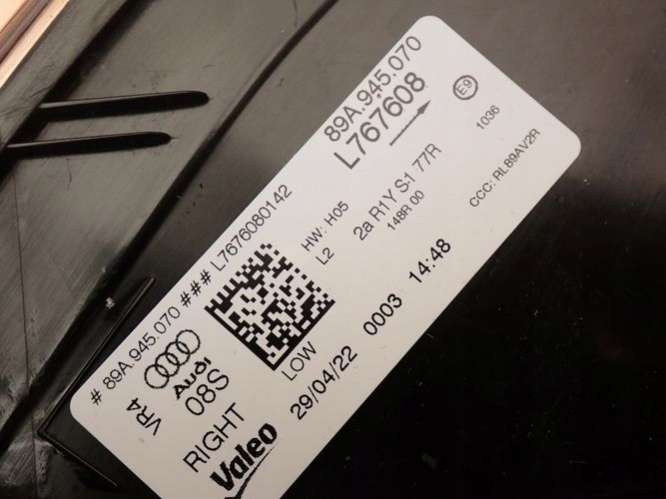 89A.945.070
L767608
E9
# 89A.945.070 ### L7676080142
HW: H05
L2
2a R1Y S1 77R
148R 00
1036
CCC: RL89AV2R
VR4
Audi
08S
RIGHT
LOW
Valeo
29/04/22 0003 14:48